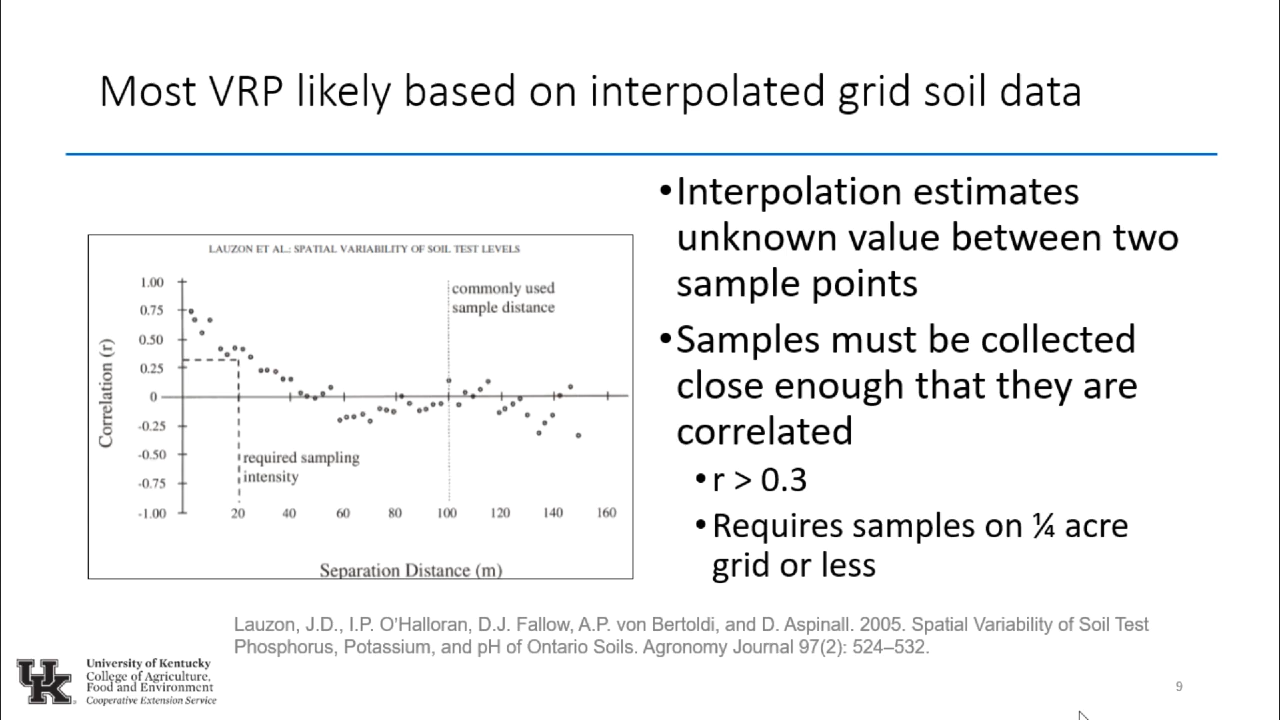 Most VRP likely based on interpolated grid soil data
LAUZON ET AL.: SPATIAL VARIABILITY OF SOIL TEST LEVELS
1.00
0.75
0.50
0.25
0
-0.25
-0.50
-0.75
-1.00
Correlation (r)
commonly used
sample distance
required sampling
intensity
20 40 60 80 100 120 140 160
Separation Distance (m)
•Interpolation estimates
unknown value between two
sample points
•Samples must be collected
close enough that they are
correlated
•r > 0.3
•Requires samples on ¼ acre
grid or less
Lauzon, J.D., I.P. O’Halloran, D.J. Fallow, A.P. von Bertoldi, and D. Aspinall. 2005. Spatial Variability of Soil Test
Phosphorus, Potassium, and pH of Ontario Soils. Agronomy Journal 97(2): 524–532.
UK
University of Kentucky
College of Agriculture,
Food and Environment
Cooperative Extension Service
9